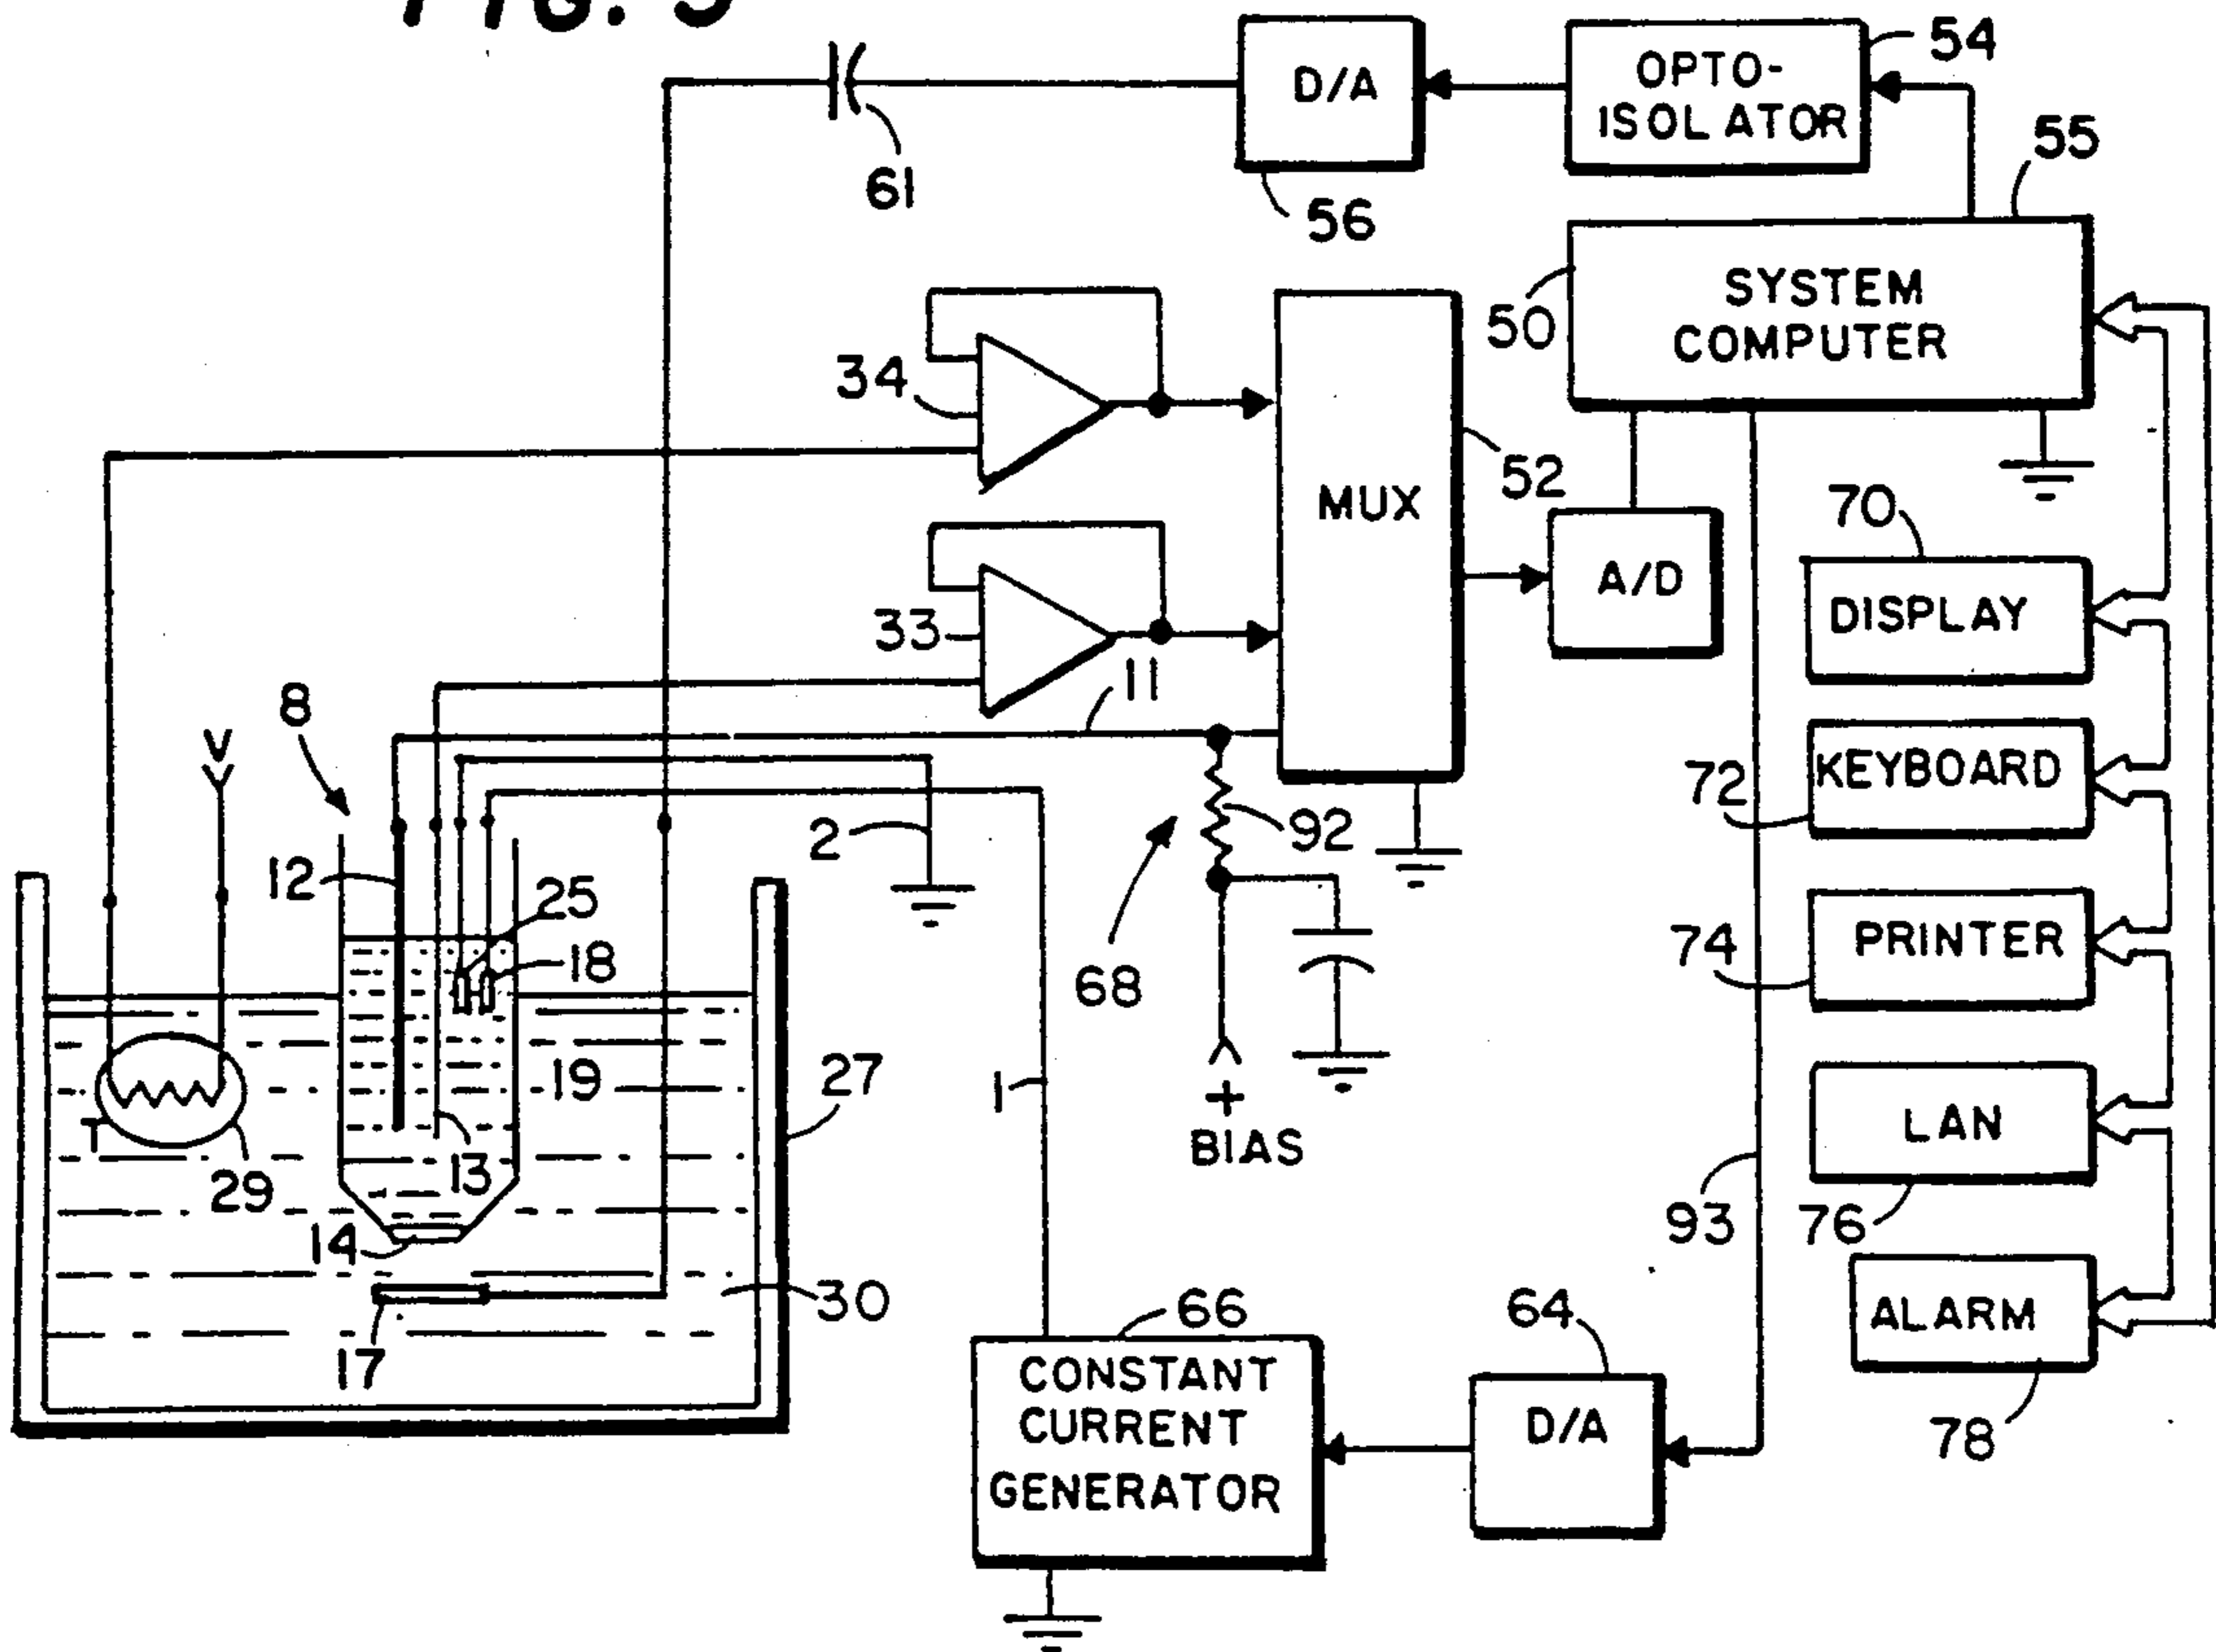 FIG. 5
54
D/A
OPTO-
ISOLATOR
55
61
56
SYSTEM
COMPUTER
50
34
52
MUX
70
A/D
DISPLAY
33
11
8
V
KEYBOARD
72
92
2
12
25
18
74
PRINTER
68
19
27
1
+
BIAS
LAN
T
13
29
93
76
14
30
66
64
ALARM
17
CONSTANT
CURRENT
GENERATOR
D/A
78